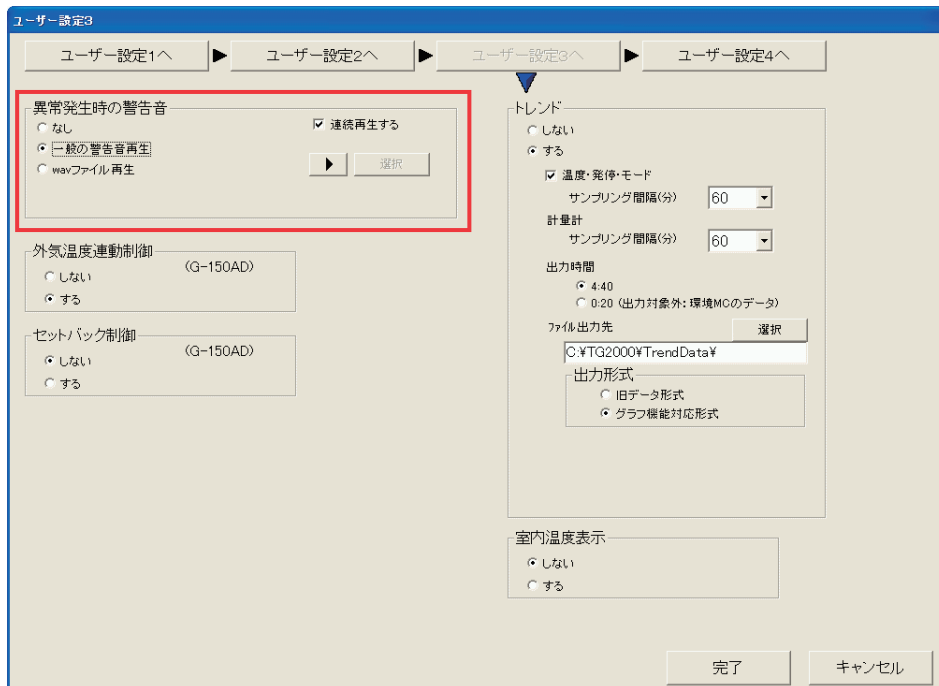 ユーザー設定3
ユーザー設定1へ ▶ ユーザー設定2へ ▶ ユーザー設定3へ ▶ ユーザー設定4へ
異常発生時の警告音
なし
連続再生する
一般の警告音再生
選択
wavファイル再生
外気温度連動制御
(G-150AD)
しない
する
セットバック制御
(G-150AD)
しない
する
トレンド
しない
する
温度・発停・モード
サンプリング間隔(分) 60
計量計
サンプリング間隔(分) 60
出力時間
4:40
0:20 (出力対象外: 環境MCのデータ)
ファイル出力先
選択
C:¥TG2000¥TrendData¥
出力形式
旧データ形式
グラフ機能対応形式
室内温度表示
しない
する
完了
キャンセル